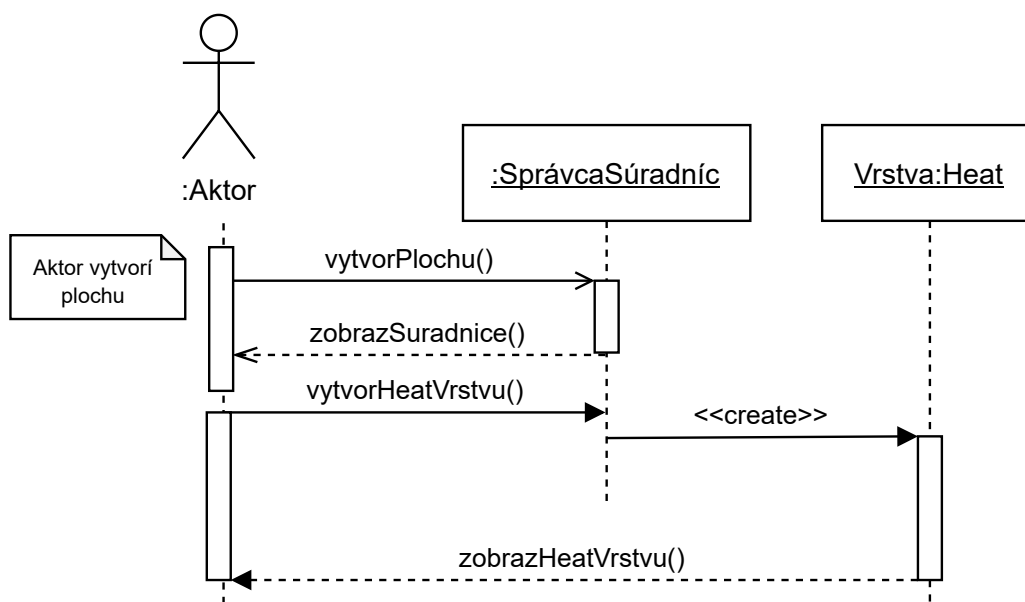 :Aktor
:SprávcaSúradníc
Vrstva:Heat
Aktor vytvorí
plochu
vytvorPlochu()
zobrazSuradnice()
vytvorHeatVrstvu()
<<create>>
zobrazHeatVrstvu()